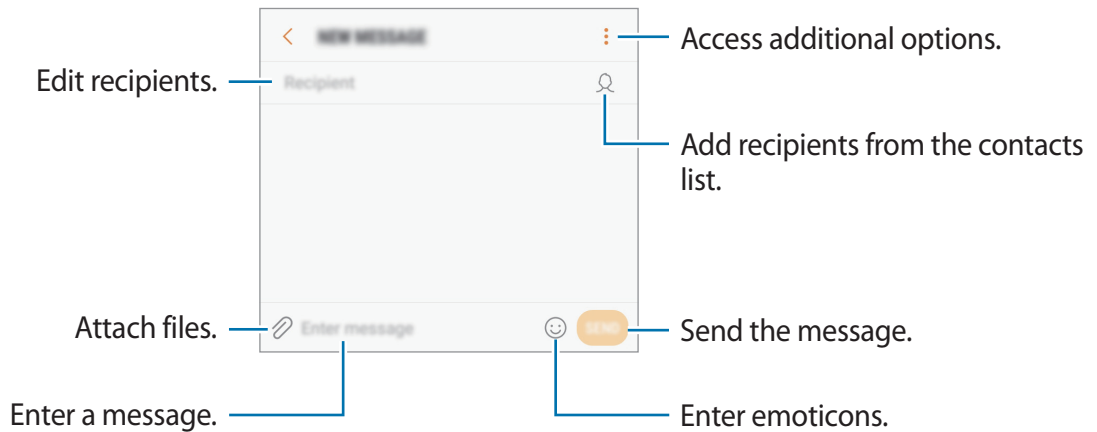 NEW MESSAGE
Access additional options.
Edit recipients.
Recipient
Add recipients from the contacts
list.
Attach files.
Enter message
SEND
Send the message.
Enter a message.
Enter emoticons.